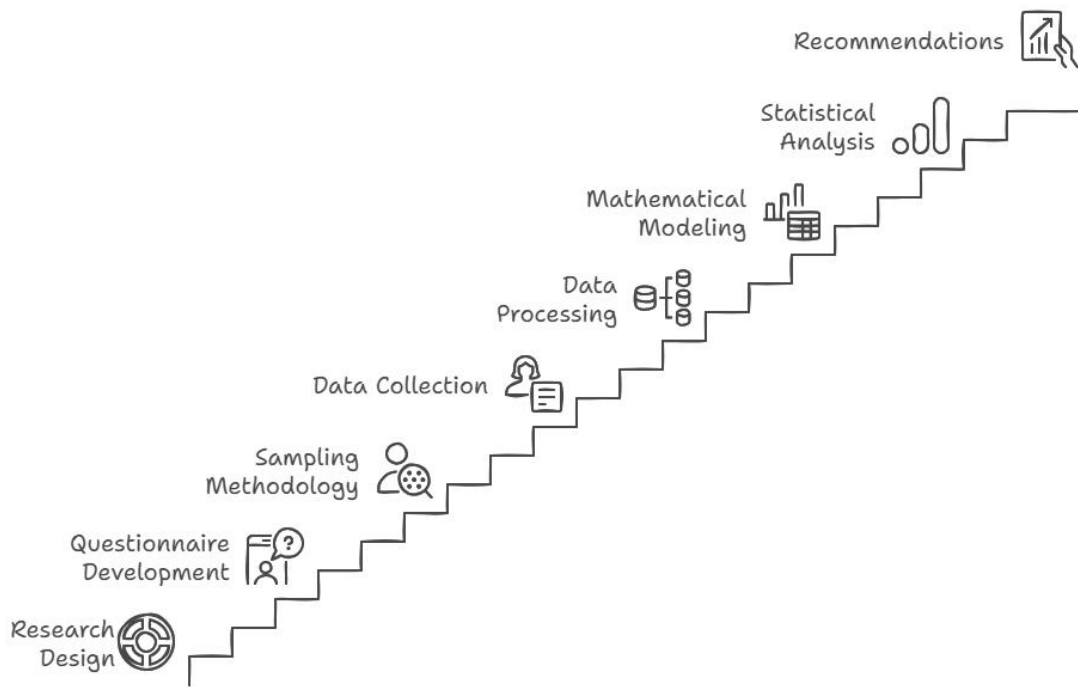 Recommendations
Statistical
Analysis
Mathematical
Modeling
Data
Processing
Data Collection
Sampling
Methodology
?
Questionnaire
Development
Research
Design